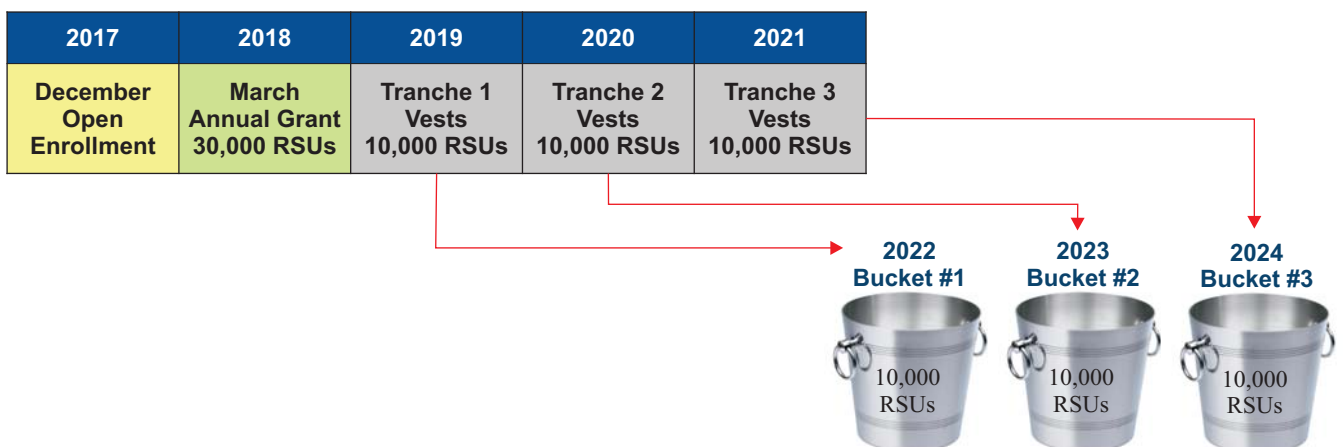 2017
2018
2019
2020
2021
December
Open
Enrollment
March
Annual Grant
30,000 RSUs
Tranche 1
Vests
10,000 RSUs
Tranche 2
Vests
10,000 RSUs
Tranche 3
Vests
10,000 RSUs
2022
Bucket #1
2023
Bucket #2
2024
Bucket #3
10,000
RSUs
10,000
RSUs
10,000
RSUs